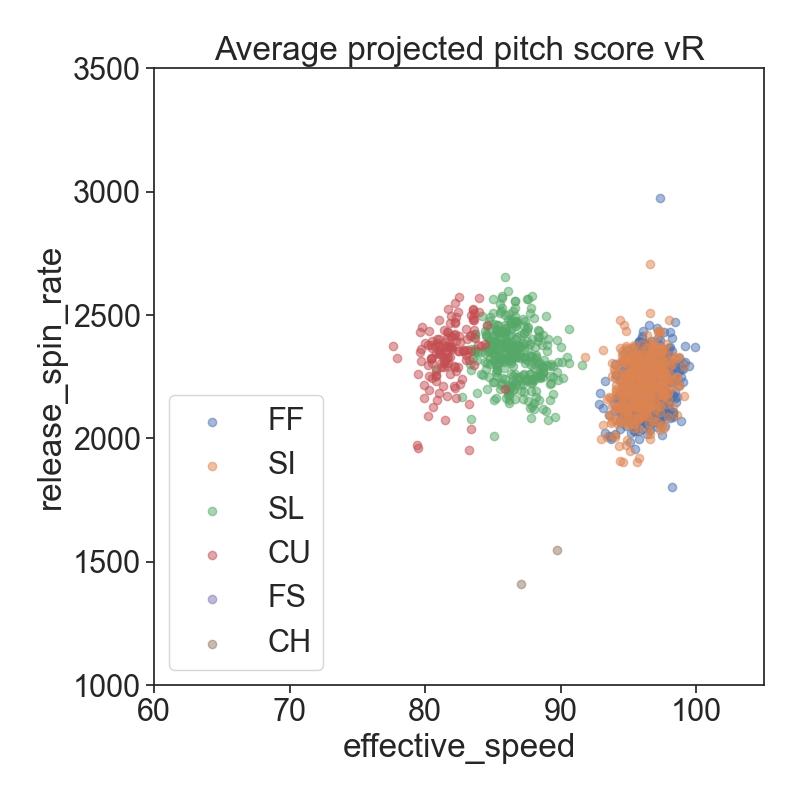 Average projected pitch score vR
3500
3000
2500
2000
1500
1000
release_spin_rate
FF
SI
SL
CU
FS
CH
60 70 80 90 100
effective_speed